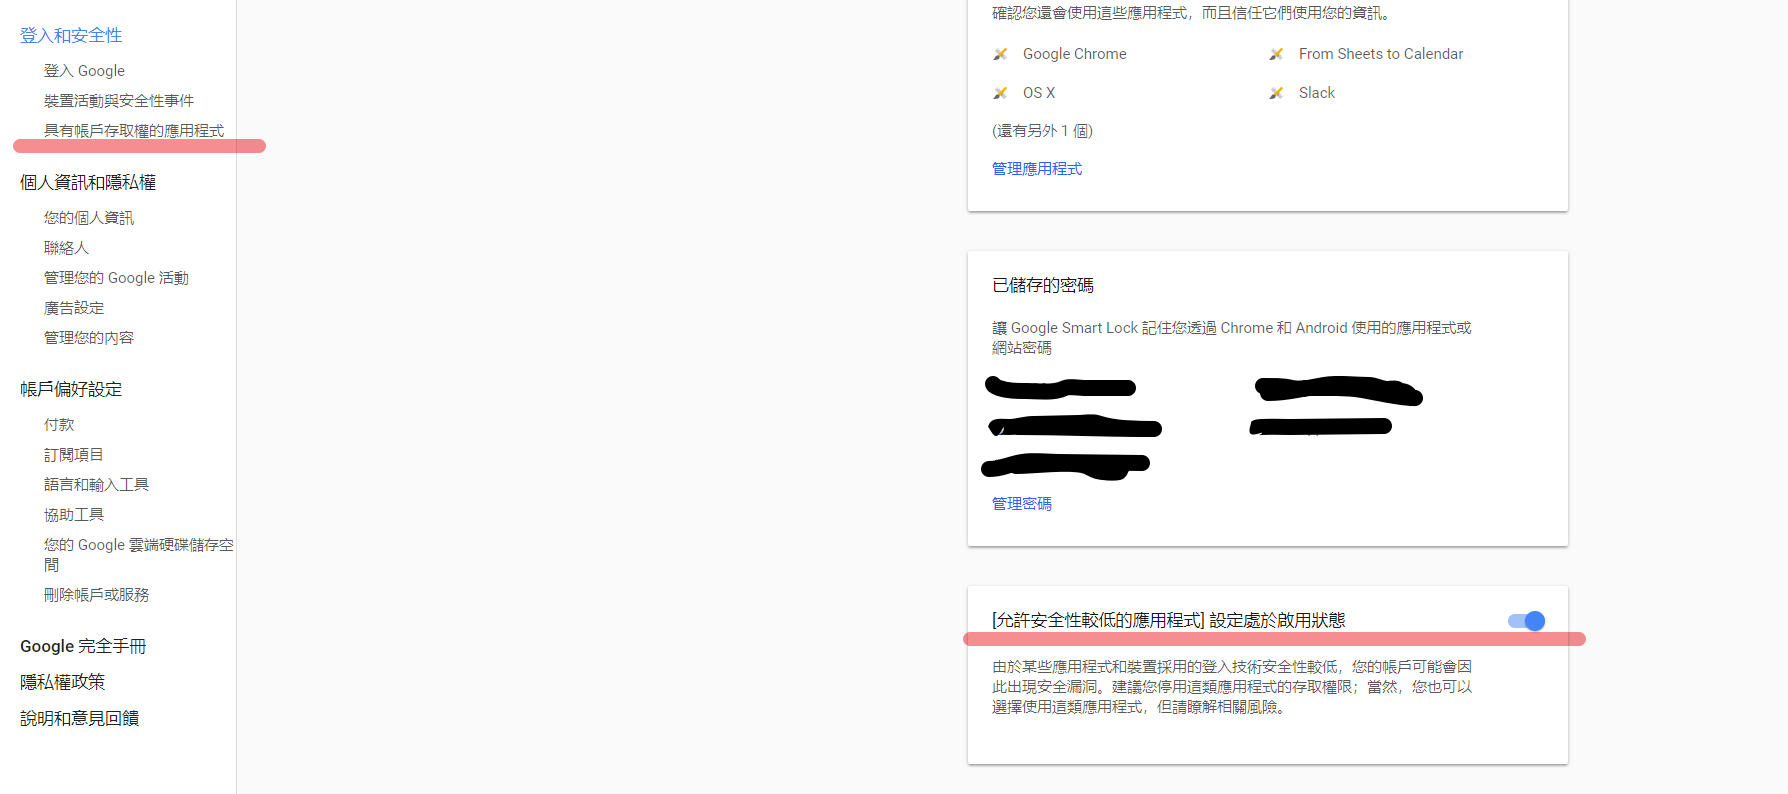 登入和安全性
登入 Google
裝置活動與安全性事件
具有帳戶存取權的應用程式
個人資訊和隱私權
您的個人資訊
聯絡人
管理您的 Google 活動
廣告設定
管理您的內容
帳戶偏好設定
付款
訂閱項目
語言和輸入工具
協助工具
您的 Google 雲端硬碟儲存空
間
刪除帳戶或服務
Google 完全手冊
隱私權政策
說明和意見回饋
確認您還會使用這些應用程式，而且信任它們使用您的資訊。
Google Chrome
From Sheets to Calendar
OS X
Slack
(還有另外 1 個)
管理應用程式
已儲存的密碼
讓 Google Smart Lock 記住您透過 Chrome 和 Android 使用的應用程式或
網站密碼
管理密碼
[允許安全性較低的應用程式] 設定處於啟用狀態
由於某些應用程式和裝置採用的登入技術安全性較低，您的帳戶可能會因
此出現安全漏洞。建議您停用這類應用程式的存取權限；當然，您也可以
選擇使用這類應用程式，但請瞭解相關風險。